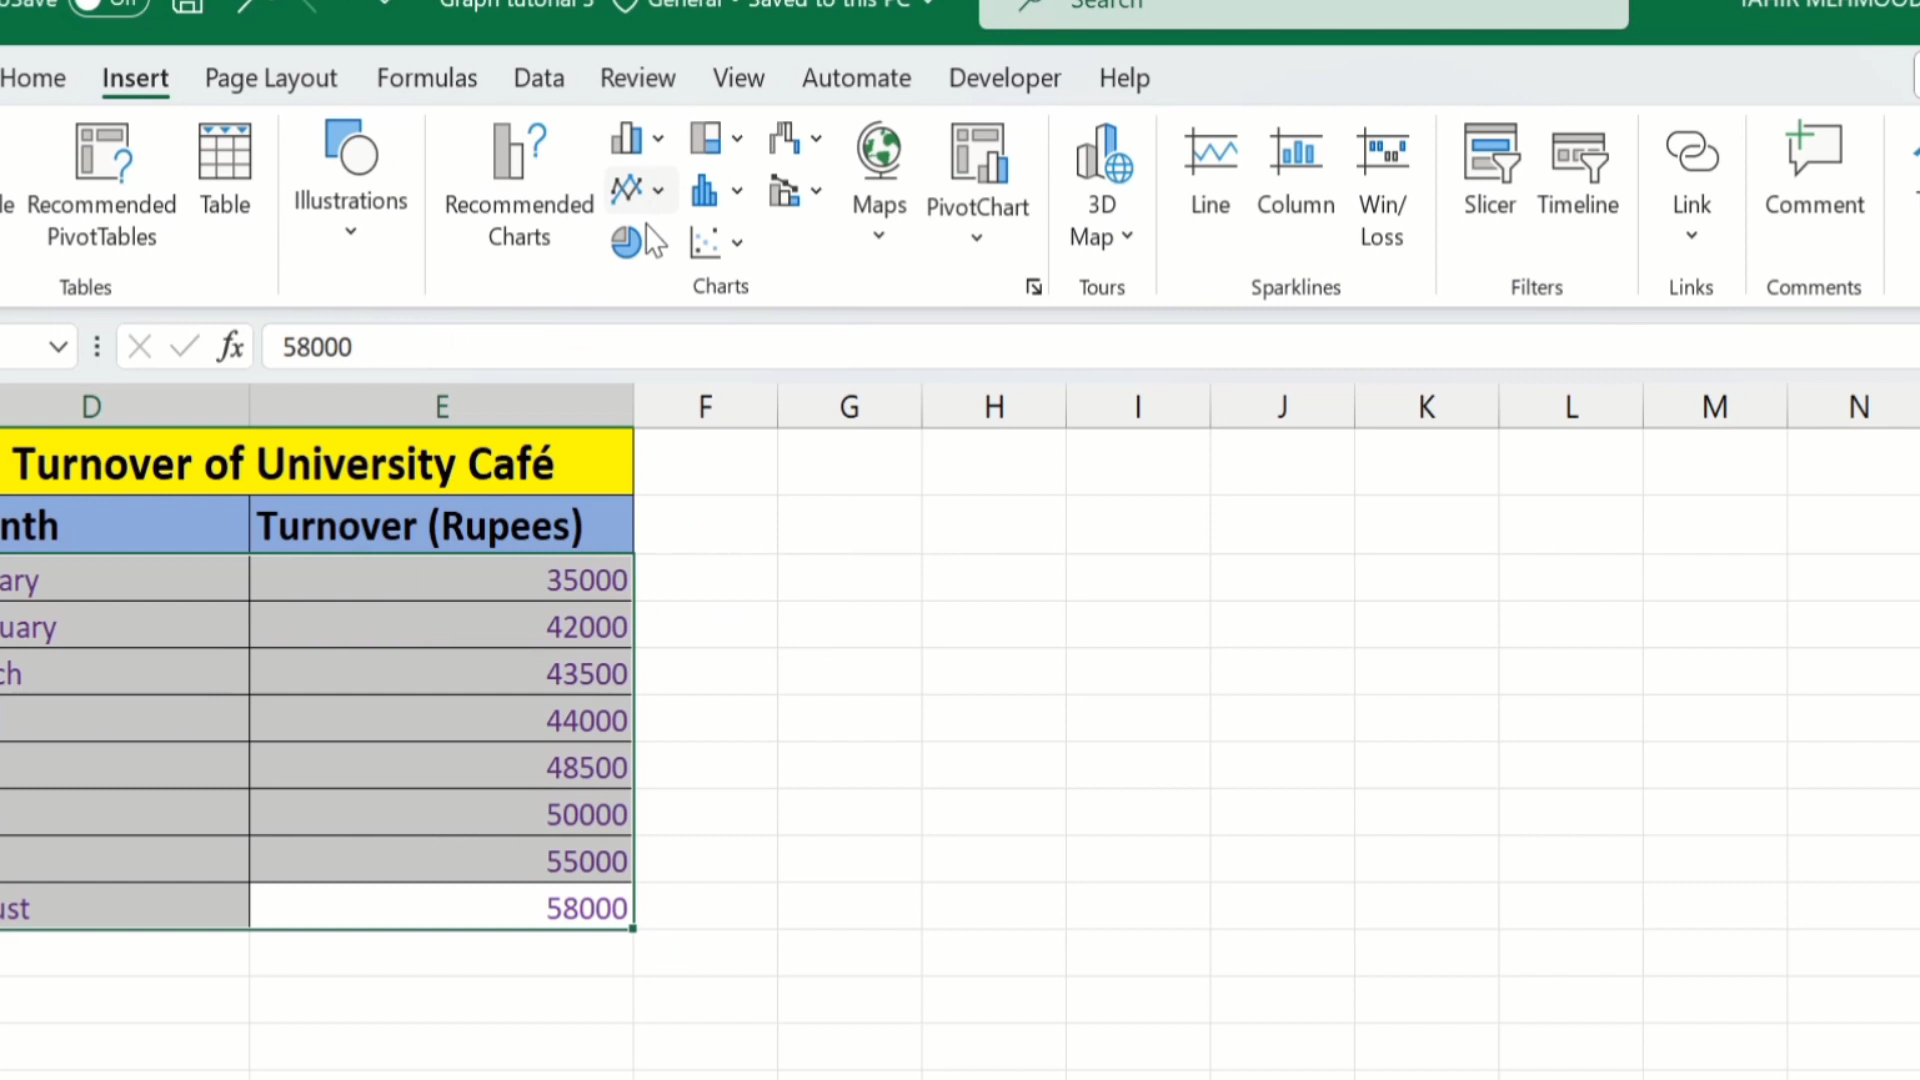 Graph tutorial 3 General • Saved to this PC Search TAHIR MEHMOOD
Home Insert Page Layout Formulas Data Review View Automate Developer Help
Recommended PivotTables
Table
Illustrations
Recommended Charts
Maps
PivotChart
3D Map
Line
Column
Win/ Loss
Slicer
Timeline
Link
Comment
Tables
Charts
Tours
Sparklines
Filters
Links
Comments
fx 58000
D E F G H I J K L M N
Turnover of University Café
nth Turnover (Rupees)
ary 35000
uary 42000
ch 43500
44000
48500
50000
55000
ust 58000